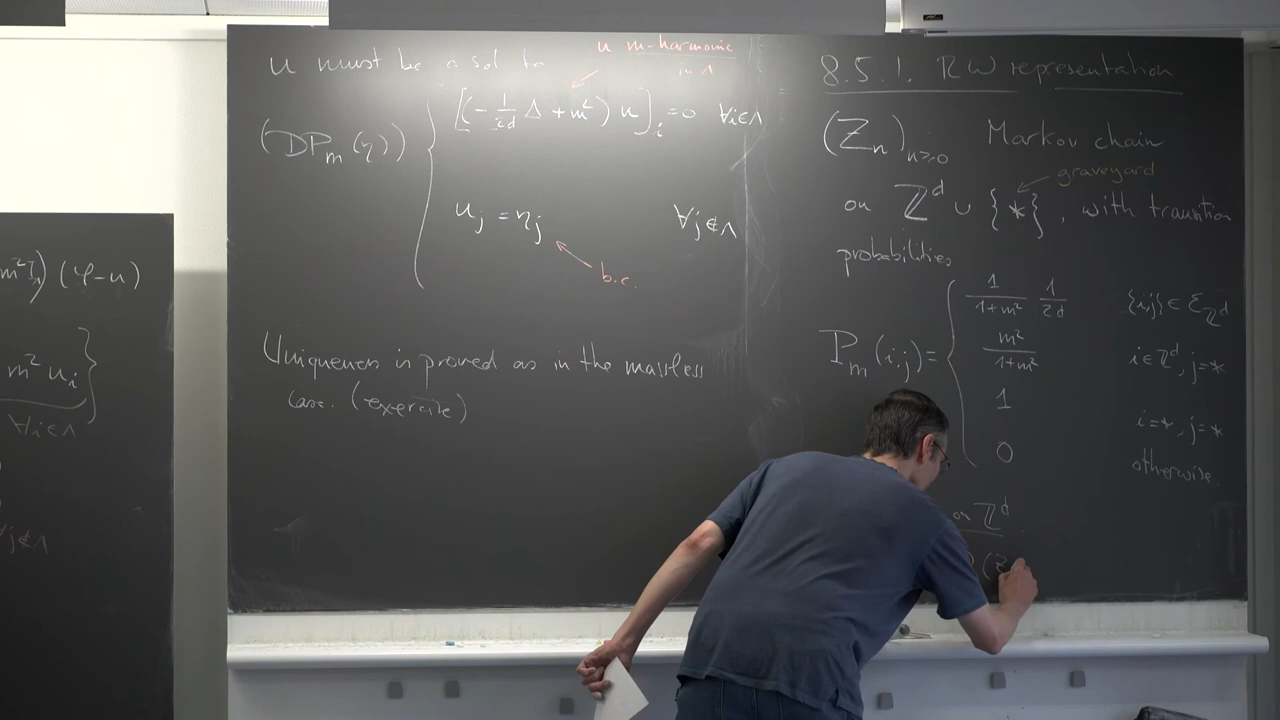 m²1_Λ) (φ-u)
m² u_i }
∀i∈Λ
∀j∉Λ
u must be a sol to
u m-harmonic
in Λ
(DP_m(η)) { [(-1/2d Δ + m²) u]_i = 0 ∀i∈Λ
u_j = η_j ∀j∉Λ
b.c.
Uniqueness is proved as in the massless
case. (exercise)
8.5.1. RW representation
(Z_n)_{n≥0} Markov chain
graveyard
on ℤ^d ∪ {*}, with transition
probabilities
P_m(i,j) = { 1/(1+m²) 1/2d {i,j} ∈ ℰ_{ℤ^d}
m²/(1+m²) i∈ℤ^d, j=*
1 i=*, j=*
0 otherwise.
on ℤ^d